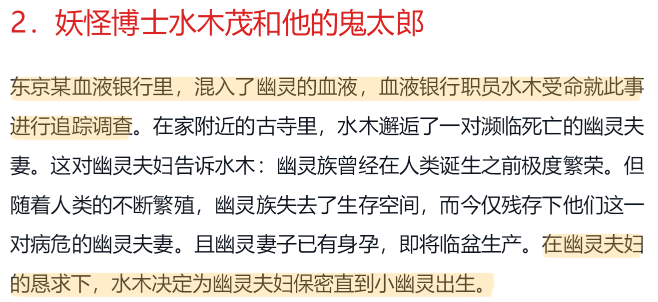 2．妖怪博士水木茂和他的鬼太郎
东京某血液银行里，混入了幽灵的血液，血液银行职员水木受命就此事
进行追踪调查。在家附近的古寺里，水木邂逅了一对濒临死亡的幽灵夫
妻。这对幽灵夫妻告诉水木：幽灵族曾经在人类诞生之前极度繁荣。但
随着人类的不断繁殖，幽灵族失去了生存空间，而今仅残存下他们这一
对病危的幽灵夫妻。且幽灵妻子已有身孕，即将临盆生产。在幽灵夫妇
的恳求下，水木决定为幽灵夫妇保密直到小幽灵出生。